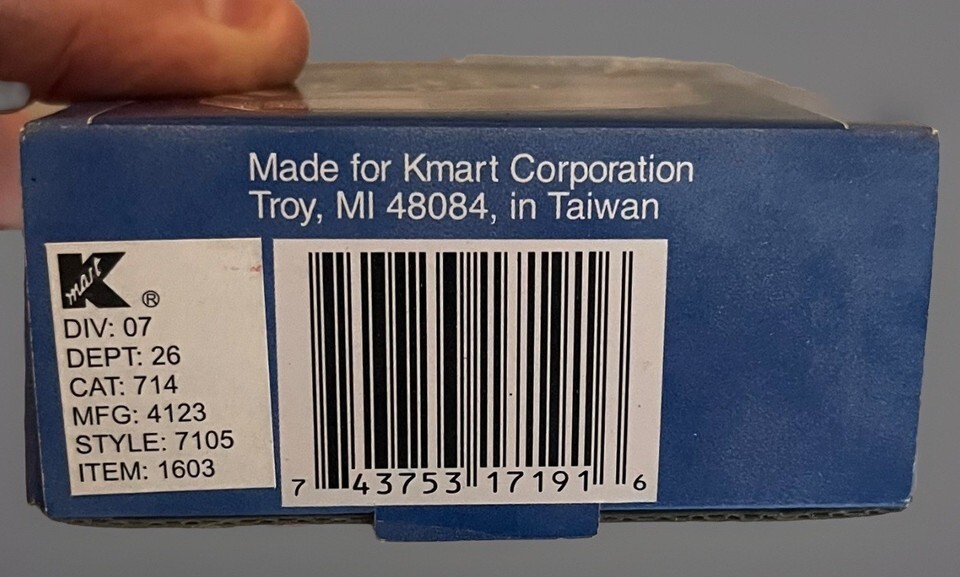 Made for Kmart Corporation
Troy, MI 48084, in Taiwan
K
mart
®
DIV: 07
DEPT: 26
CAT: 714
MFG: 4123
STYLE: 7105
ITEM: 1603
7 43753 17191 6